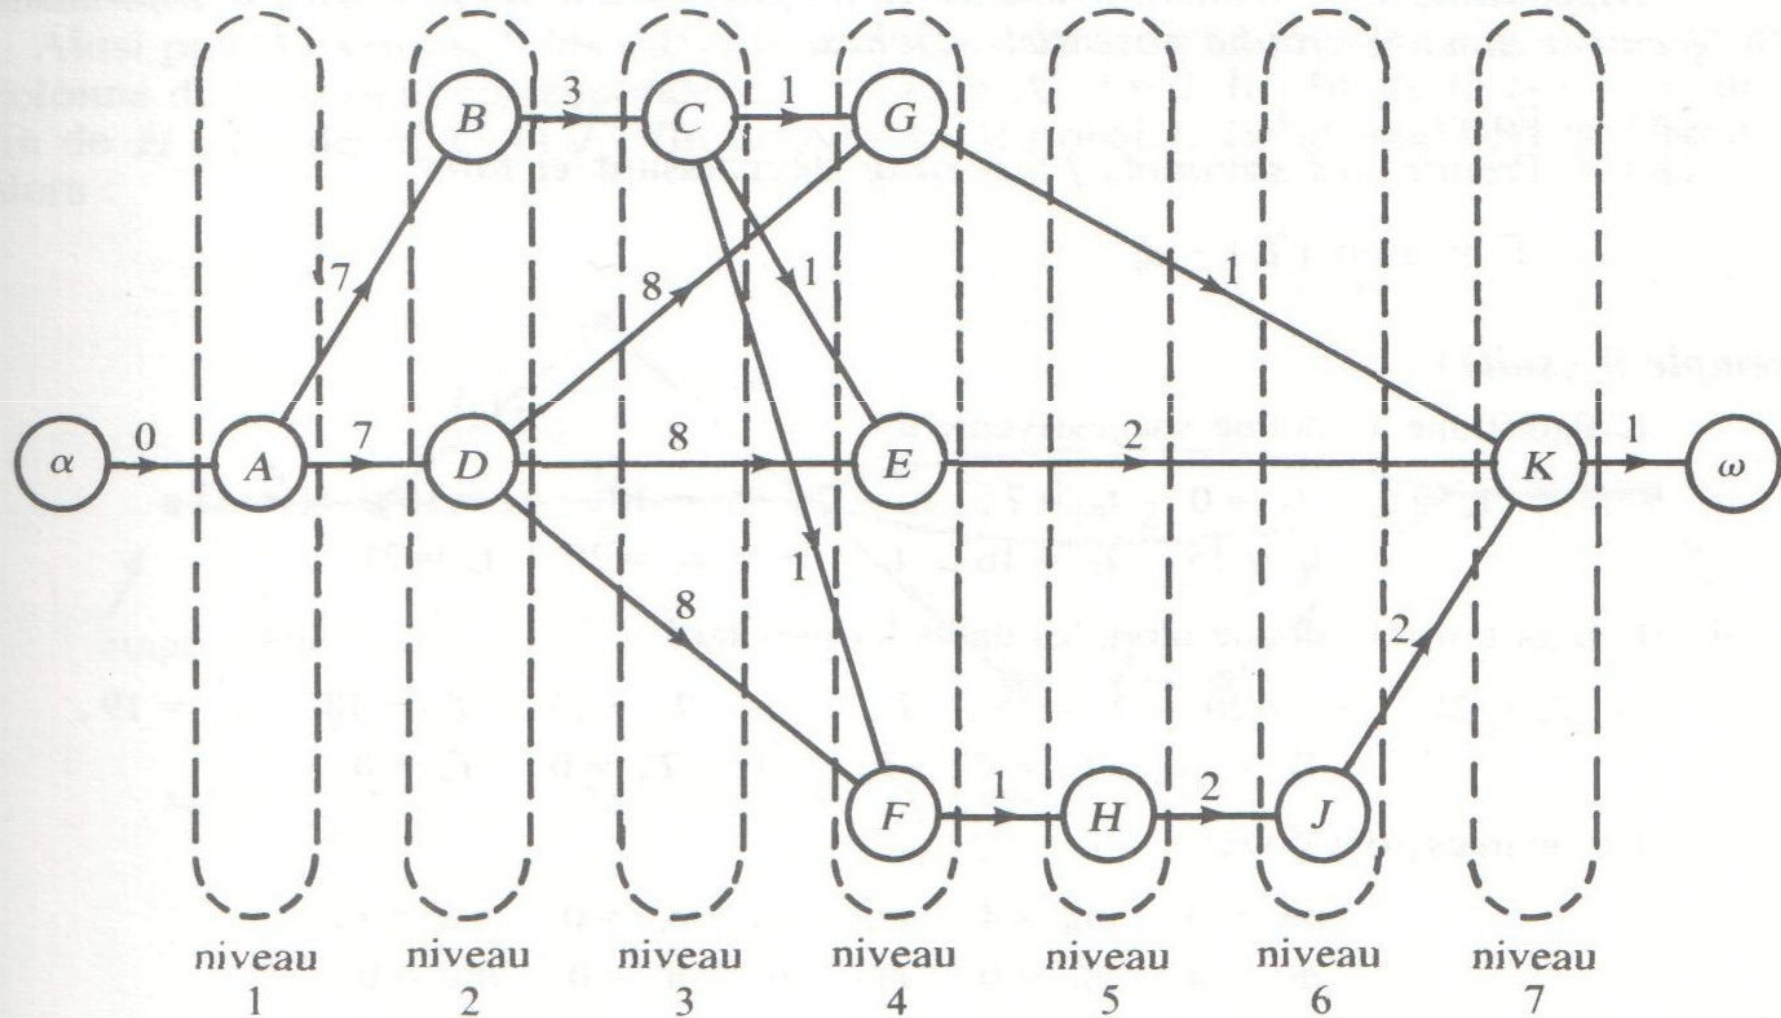 B 3 C 1 G
7 8 1 1
α 0 A 7 D 8 E 2 K 1 ω
8 1 2
F 1 H 2 J
niveau niveau niveau niveau niveau niveau niveau
1 2 3 4 5 6 7